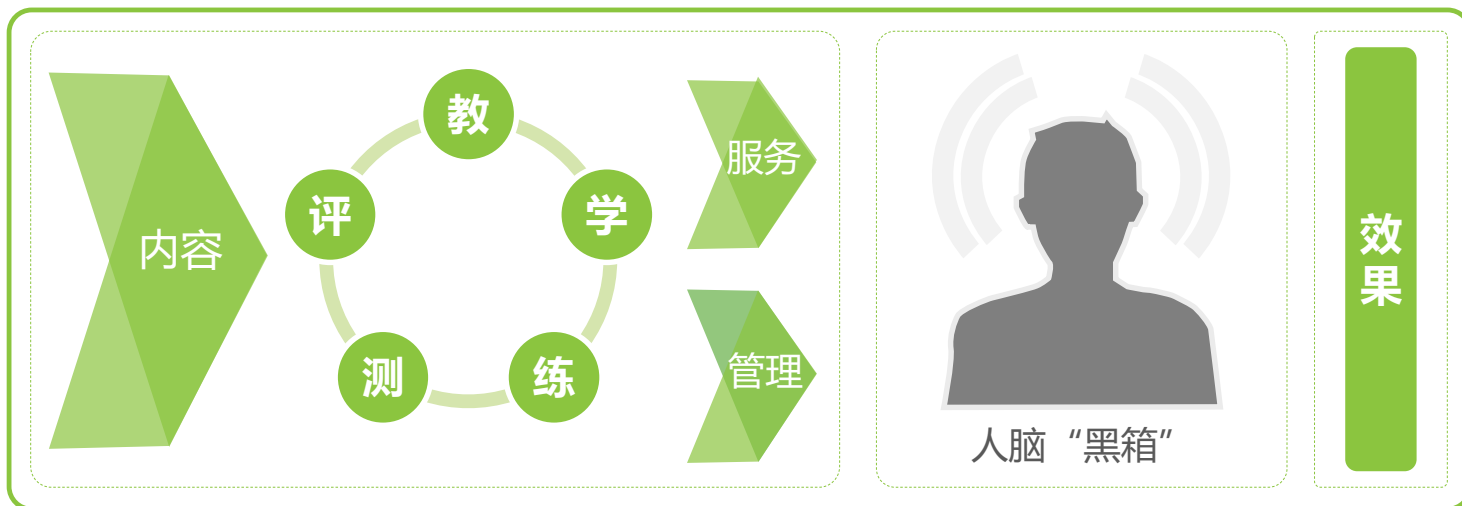 内容
教
学
练
测
评
服务
管理
人脑“黑箱”
效果